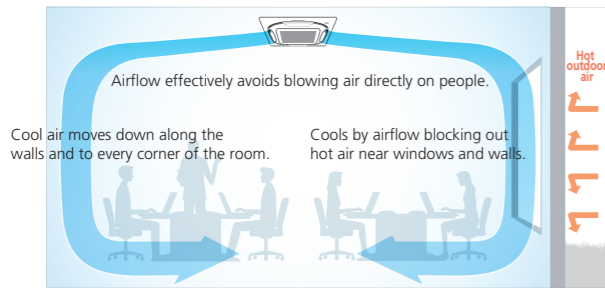 Airflow effectively avoids blowing air directly on people.
Cool air moves down along the
walls and to every corner of the room.
Cools by airflow blocking out
hot air near windows and walls.
Hot
outdoor
air